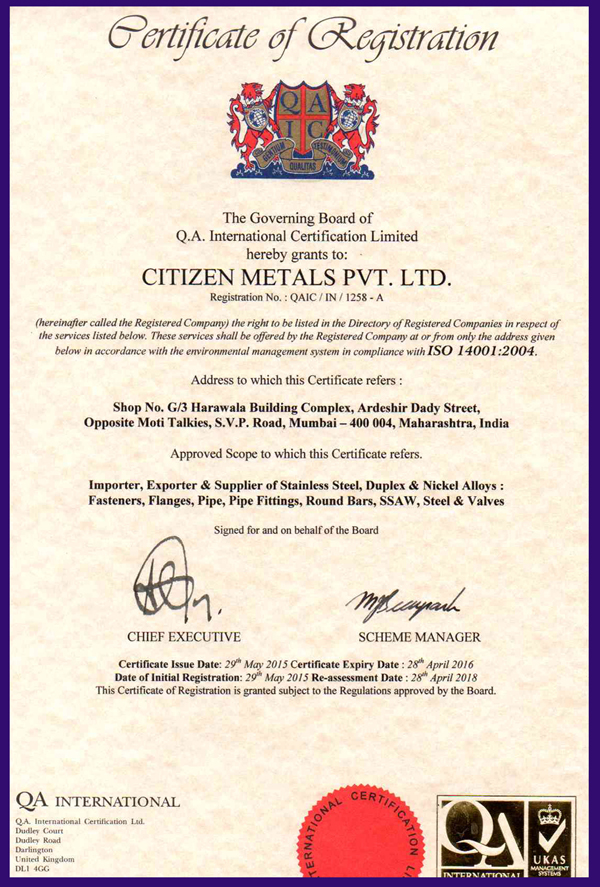 Certificate of Registration
Q A
I C
CERTIUM TESTIMONIUM
QUALITAS
The Governing Board of
Q.A. International Certification Limited
hereby grants to:
CITIZEN METALS PVT. LTD.
Registration No. : QAIC / IN / 1258 - A
(hereinafter called the Registered Company) the right to be listed in the Directory of Registered Companies in respect of
the services listed below. These services shall be offered by the Registered Company at or from only the address given
below in accordance with the environmental management system in compliance with ISO 14001:2004.
Address to which this Certificate refers :
Shop No. G/3 Harawala Building Complex, Ardeshir Dady Street,
Opposite Moti Talkies, S.V.P. Road, Mumbai – 400 004, Maharashtra, India
Approved Scope to which this Certificate refers.
Importer, Exporter & Supplier of Stainless Steel, Duplex & Nickel Alloys :
Fasteners, Flanges, Pipe, Pipe Fittings, Round Bars, SSAW, Steel & Valves
Signed for and on behalf of the Board
CHIEF EXECUTIVE SCHEME MANAGER
Certificate Issue Date: 29th May 2015 Certificate Expiry Date : 28th April 2016
Date of Initial Registration: 29th May 2015 Re-assessment Date : 28th April 2018
This Certificate of Registration is granted subject to the Regulations approved by the Board.
QA INTERNATIONAL
Q.A. International Certification Ltd.
Dudley Court
Dudley Road
Darlington
United Kingdom
DL1 4GG
TERNATIONAL CERTIFICATION L
QA
INTERNATIONAL
UKAS
MANAGEMENT
SYSTEMS